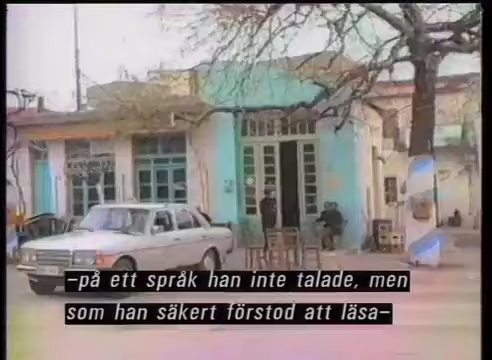 –på ett språk han inte talade, men
som han säkert förstod att läsa–